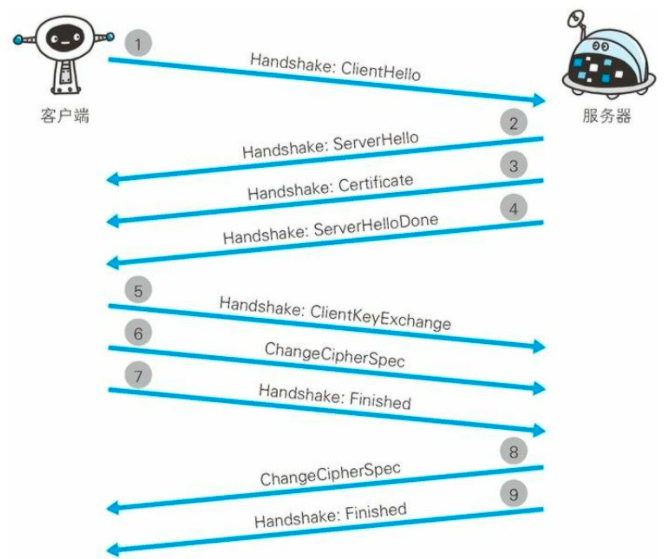 1
Handshake: ClientHello
客户端
服务器
2
Handshake: ServerHello
3
Handshake: Certificate
4
Handshake: ServerHelloDone
5
Handshake: ClientKeyExchange
6
ChangeCipherSpec
7
Handshake: Finished
8
ChangeCipherSpec
9
Handshake: Finished